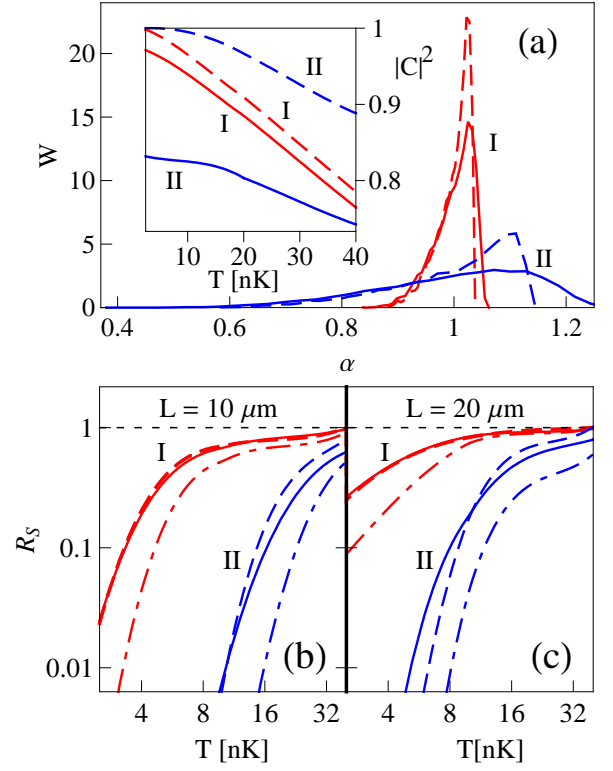 (a)
W
20
15
10
5
0
0.4
0.6
0.8
1
1.2
α
I
II
1
0.9
0.8
|C|²
II
I
I
II
0
10
20
30
40
T [nK]
L = 10 μm
L = 20 μm
R_S
1
0.1
0.01
I
II
(b)
I
II
(c)
4
8
16
32
4
8
16
32
T [nK]
T[nK]